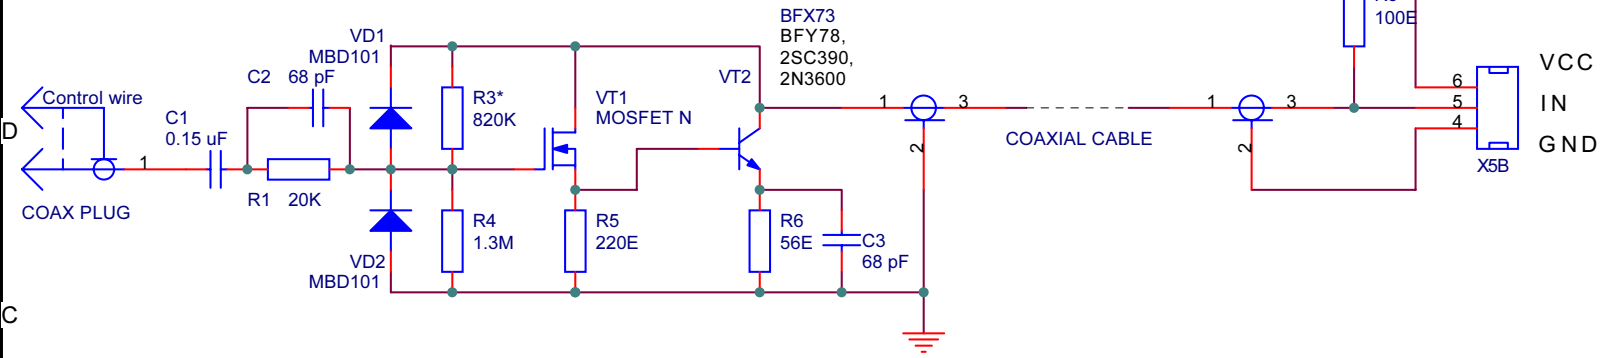 BFX73
BFY78,
2SC390,
2N3600
100E
VD1
MBD101
C2 68 pF
VT2
VCC
6
Control wire
C1
0.15 uF
R3*
820K
VT1
MOSFET N
1
3
1
3
5
IN
D
COAXIAL CABLE
4
GND
1
2
2
X5B
R1 20K
COAX PLUG
R4
1.3M
R5
220E
R6
56E
C3
68 pF
VD2
MBD101
C